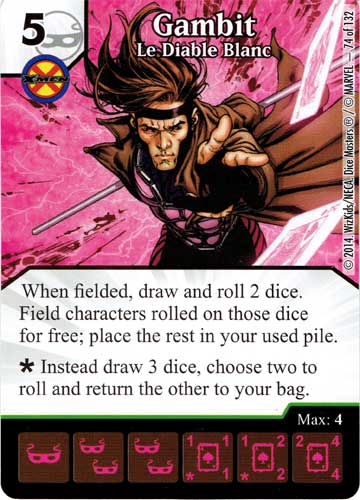 5
Gambit
Le Diable Blanc
X-MEN
© 2014, WizKids/NECA. Dice Masters ® / © MARVEL — 74 of 132
When fielded, draw and roll 2 dice.
Field characters rolled on those dice
for free; place the rest in your used pile.
* Instead draw 3 dice, choose two to
roll and return the other to your bag.
Max: 4
1 1
*
1 2
* 2
2 4
4